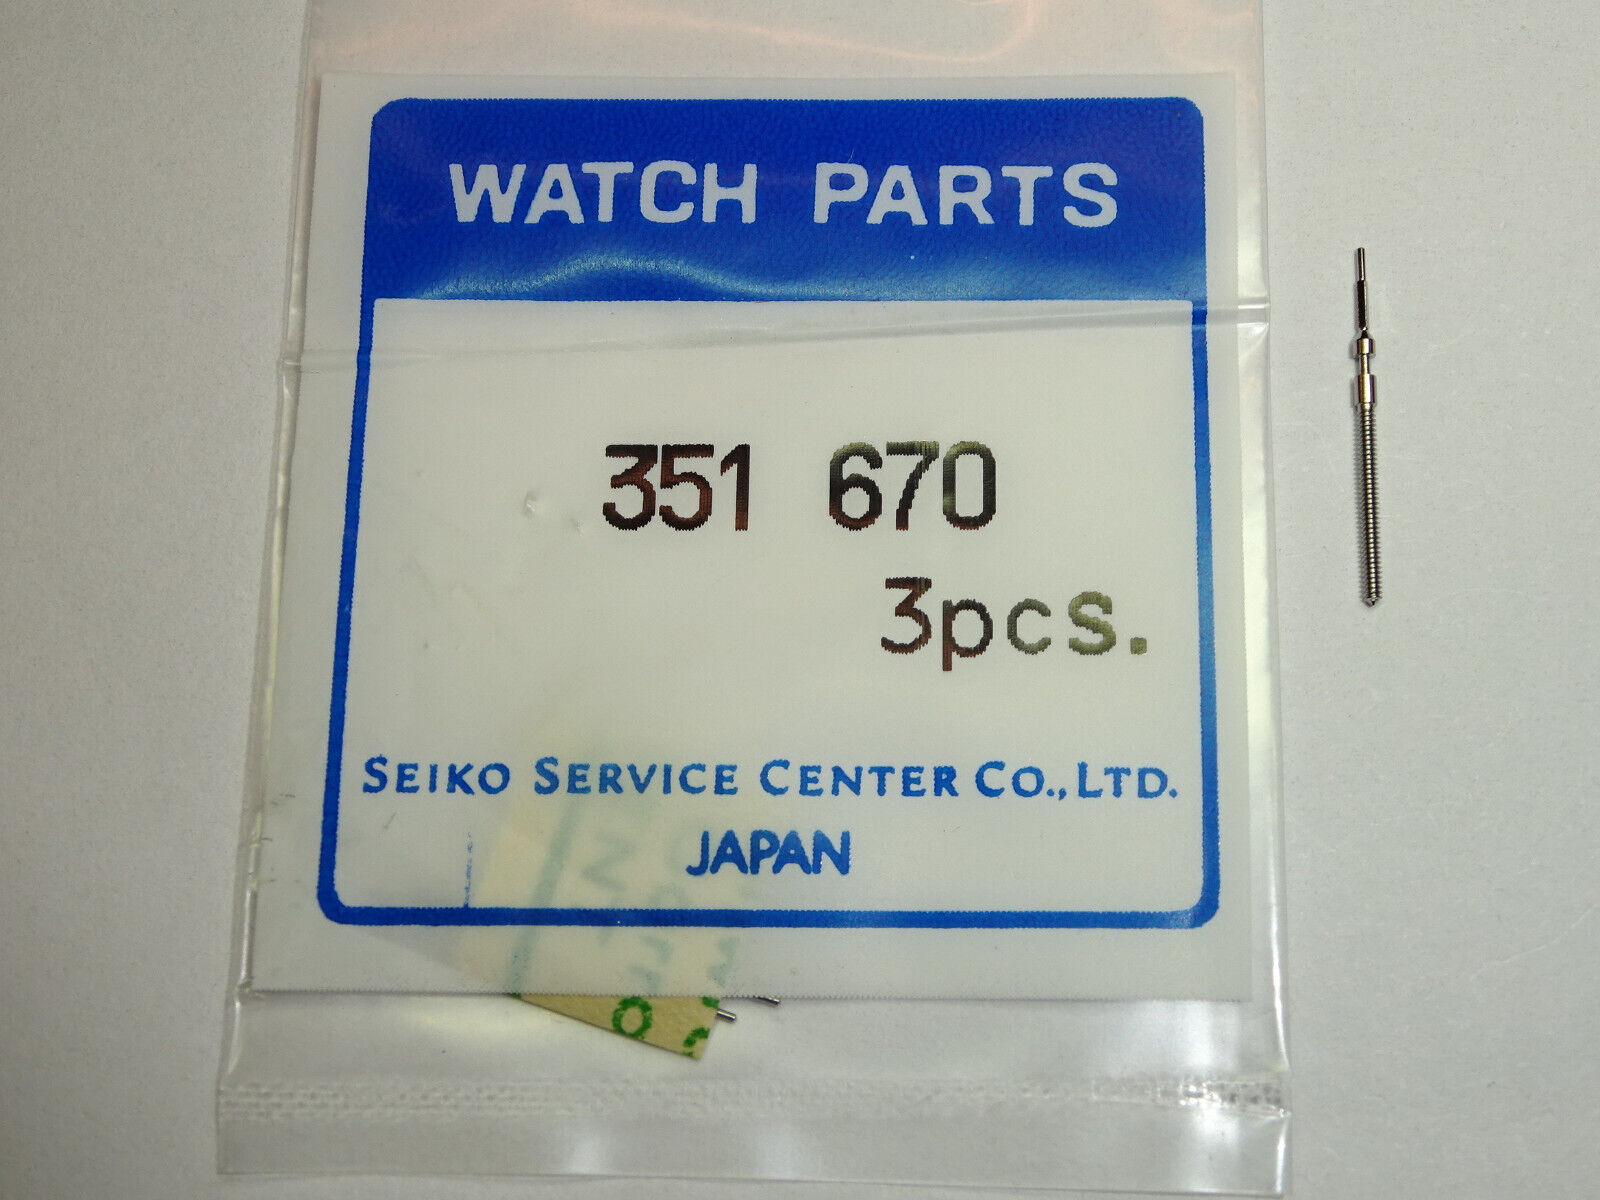 WATCH PARTS
351 670
3pcs.
SEIKO SERVICE CENTER CO., LTD.
JAPAN